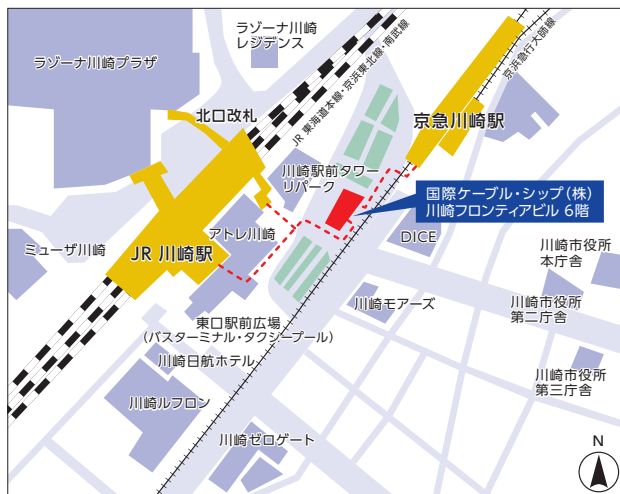 ラゾーナ川崎
レジデンス
ラゾーナ川崎プラザ
北口改札
JR 東海道本線・京浜東北線・南武線
京浜急行大師線
京急川崎駅
川崎駅前タワー
リパーク
国際ケーブル・シップ(株)
川崎フロンティアビル 6階
アトレ川崎
ミューザ川崎
JR 川崎駅
DICE
川崎市役所
本庁舎
川崎モアーズ
川崎市役所
第二庁舎
東口駅前広場
(バスターミナル・タクシープール)
川崎日航ホテル
川崎市役所
第三庁舎
川崎ルフロン
川崎ゼロゲート
N